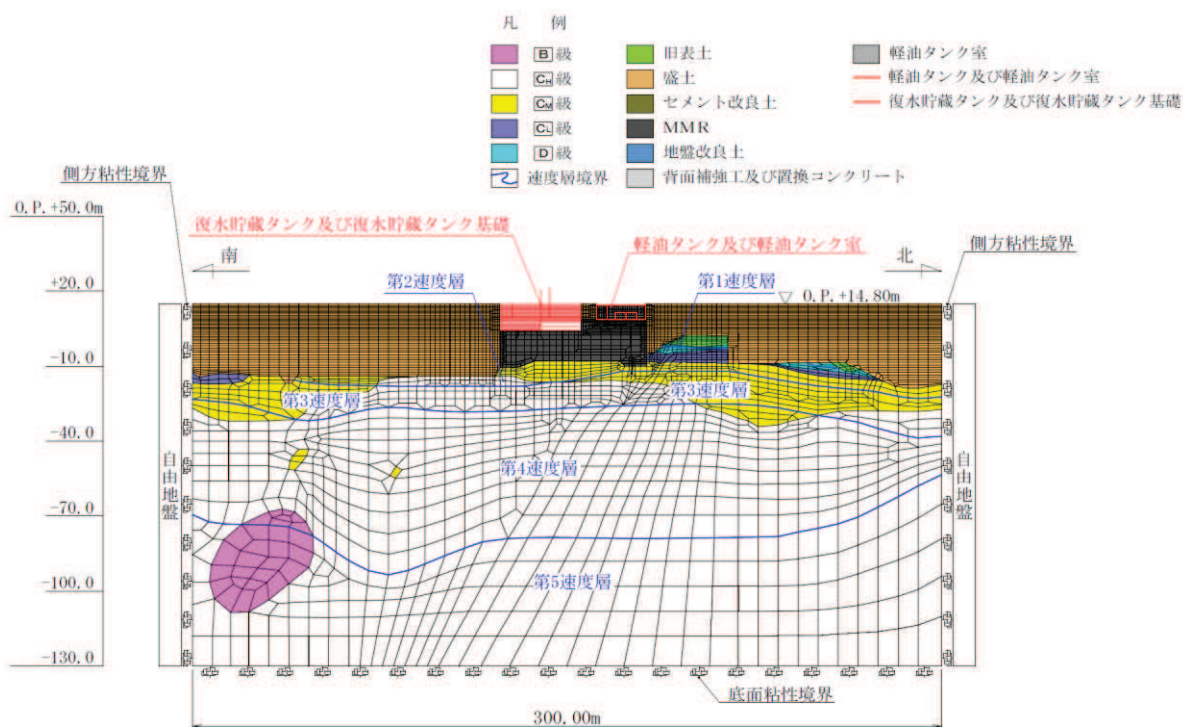 凡 例
B 級
CH 級
CM 級
CL 級
D 級
速度層境界
旧表土
盛土
セメント改良土
MMR
地盤改良土
背面補強工及び置換コンクリート
軽油タンク室
軽油タンク及び軽油タンク室
復水貯蔵タンク及び復水貯蔵タンク基礎
側方粘性境界
O.P.+50.0m
復水貯蔵タンク及び復水貯蔵タンク基礎
軽油タンク及び軽油タンク室
側方粘性境界
南
北
+20.0
第2速度層
第1速度層
O.P.+14.80m
-10.0
第3速度層
第3速度層
-40.0
自由地盤
第4速度層
自由地盤
-70.0
-100.0
第5速度層
-130.0
底面粘性境界
300.00m